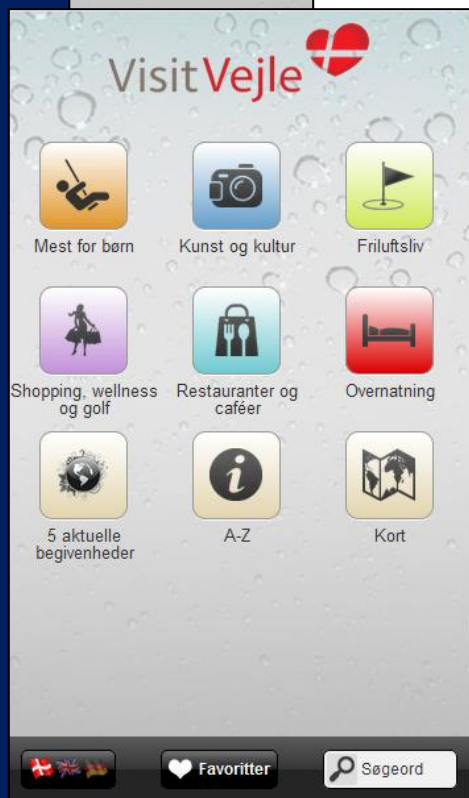 VisitVejle
Mest for børn
Kunst og kultur
Friluftsliv
Shopping, wellness
og golf
Restauranter og
caféer
Overnatning
5 aktuelle
begivenheder
A-Z
Kort
Favoritter
Søgeord